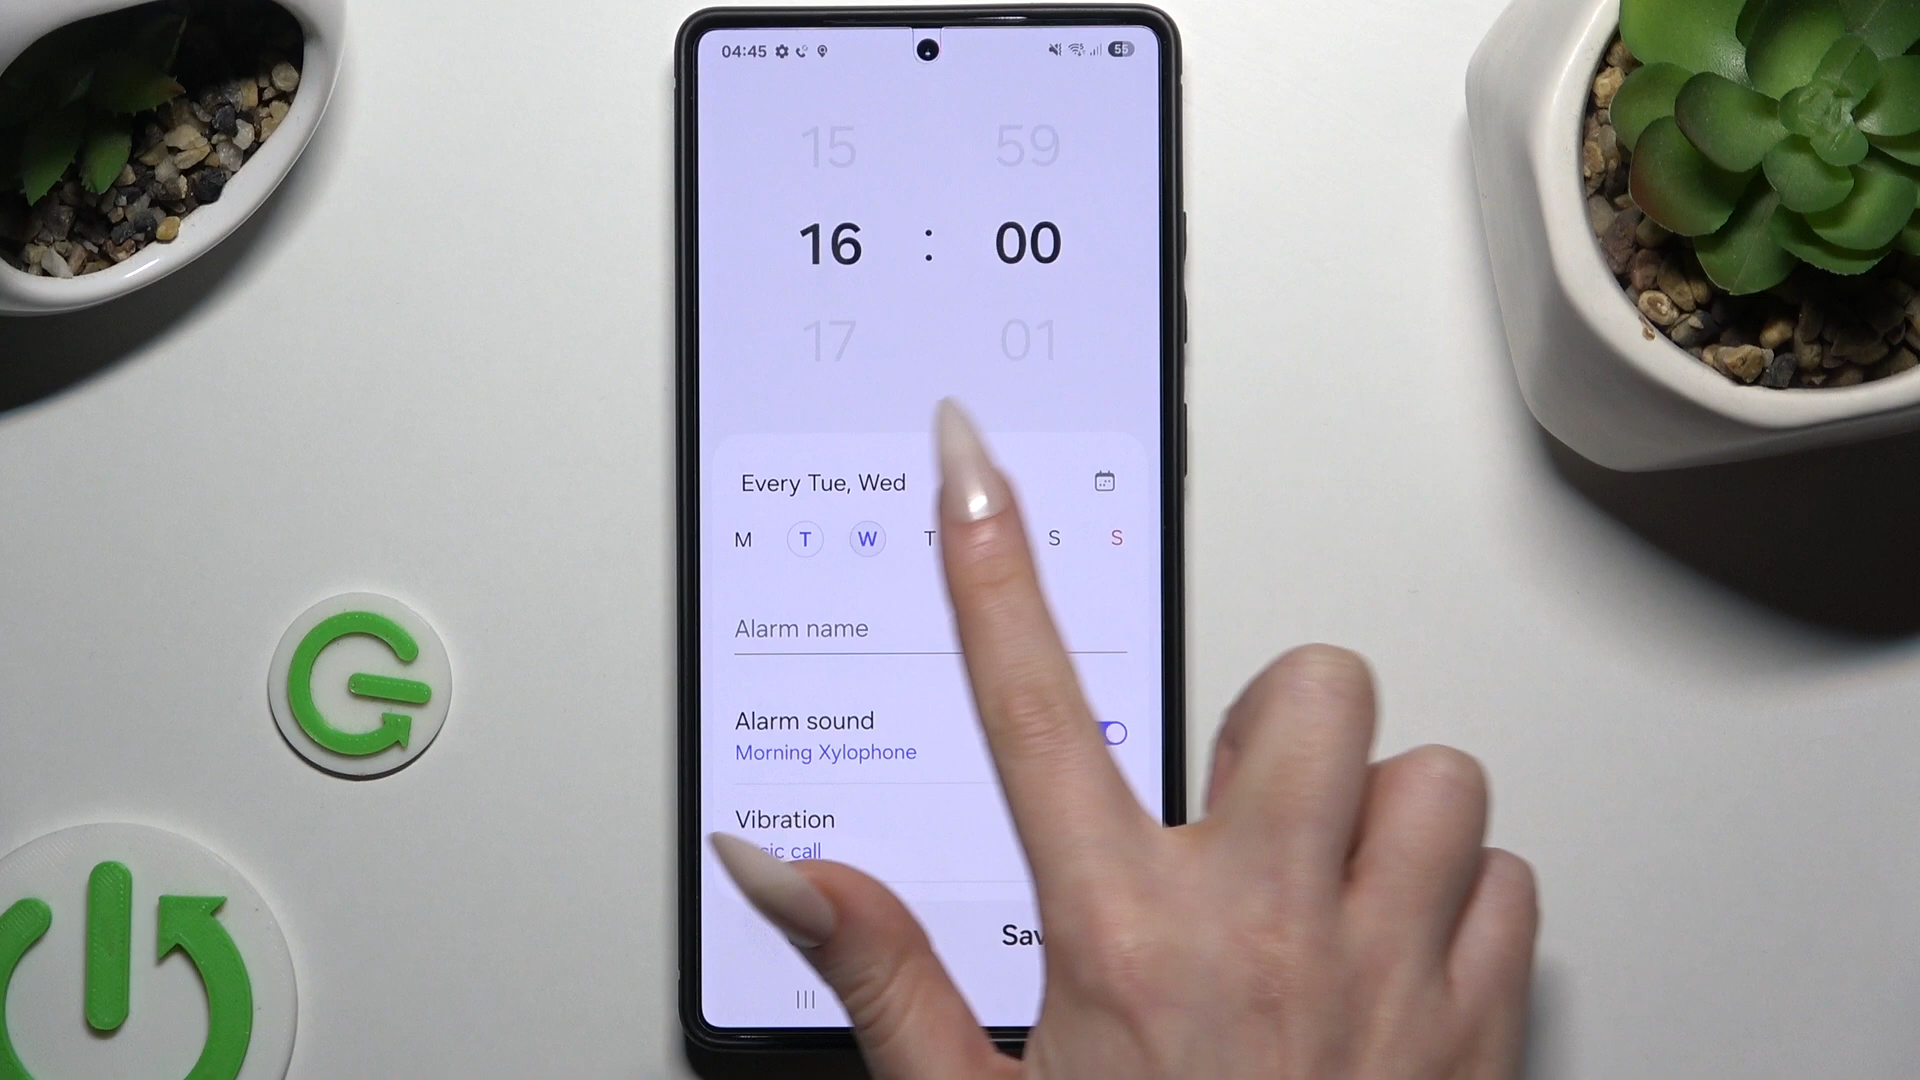 04:45 55
15 59
16 : 00
17 01
Every Tue, Wed
M T W T S S
Alarm name
Alarm sound
Morning Xylophone
Vibration
call